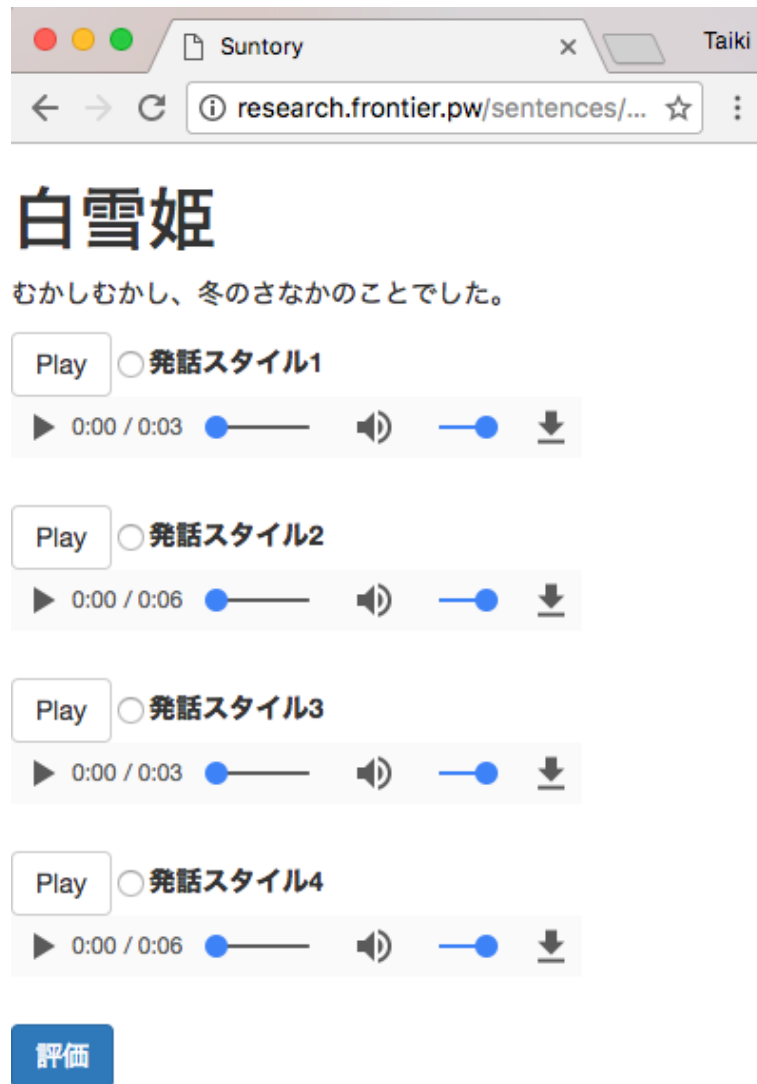 Suntory
Taiki
research.frontier.pw/sentences/...
白雪姫
むかしむかし、冬のさなかのことでした。
Play 発話スタイル1
0:00 / 0:03
Play 発話スタイル2
0:00 / 0:06
Play 発話スタイル3
0:00 / 0:03
Play 発話スタイル4
0:00 / 0:06
評価